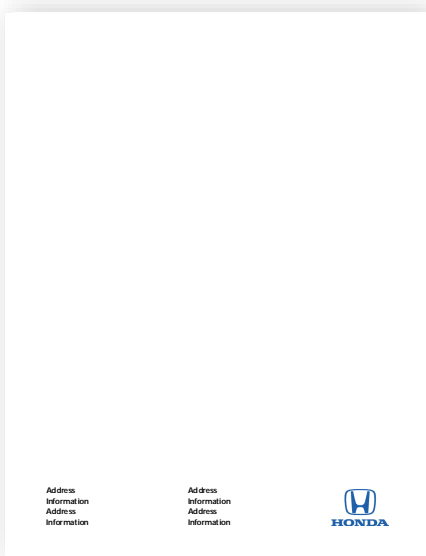 Address
Information
Address
Information
Address
Information
Address
Information
HONDA